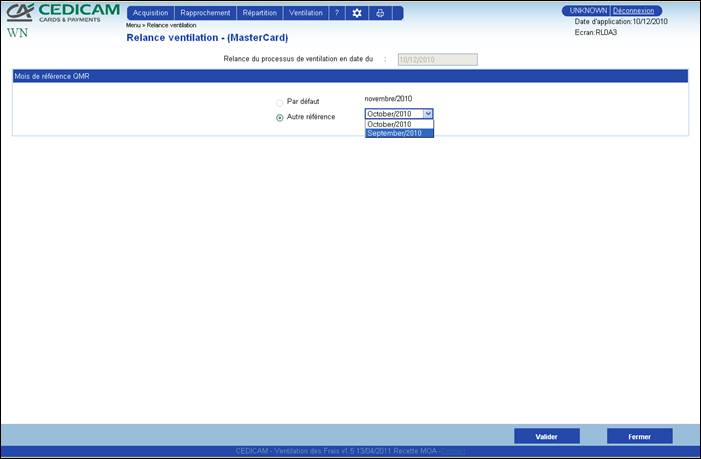 CA CEDICAM
CARDS & PAYMENTS
WN
Acquisition Rapprochement Répartition Ventilation ?
UNKNOWN Déconnexion
Date d'application:10/12/2010
Ecran:RL0A3
Menu > Relance ventilation
Relance ventilation - (MasterCard)
Relance du processus de ventilation en date du : 10/12/2010
Mois de référence QMR
Par défaut novembre/2010
Autre référence October/2010
October/2010
September/2010
Valider Fermer
CEDICAM - Ventilation des Frais v1.5 13/04/2011 Recette MOA -